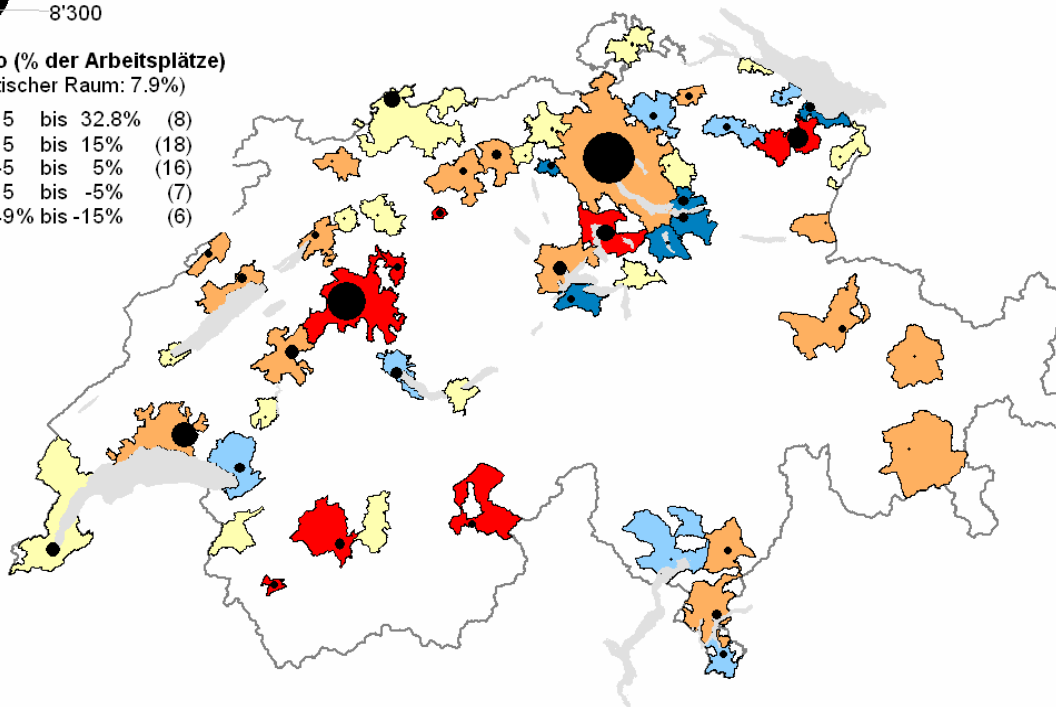 8'300
o (% der Arbeitsplätze)
tischer Raum: 7.9%)
5 bis 32.8% (8)
5 bis 15% (18)
-5 bis 5% (16)
5 bis -5% (7)
-9% bis -15% (6)